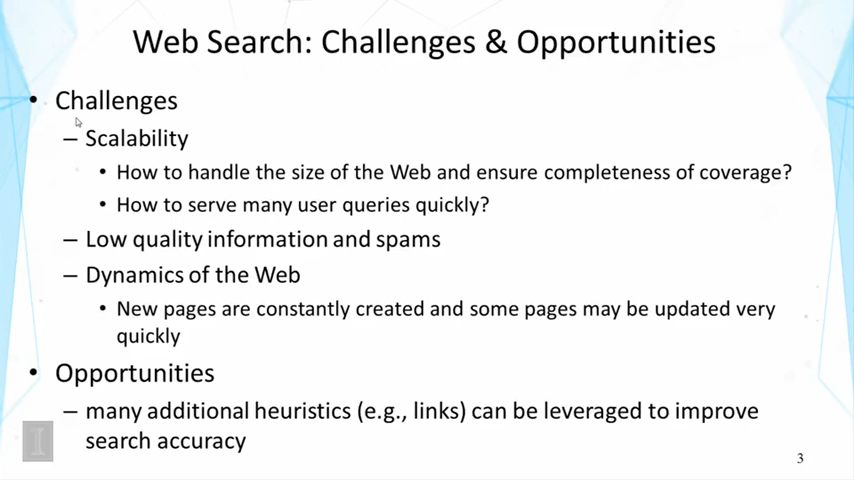 Web Search: Challenges & Opportunities
• Challenges
– Scalability
• How to handle the size of the Web and ensure completeness of coverage?
• How to serve many user queries quickly?
– Low quality information and spams
– Dynamics of the Web
• New pages are constantly created and some pages may be updated very
quickly
• Opportunities
– many additional heuristics (e.g., links) can be leveraged to improve
search accuracy
I
3